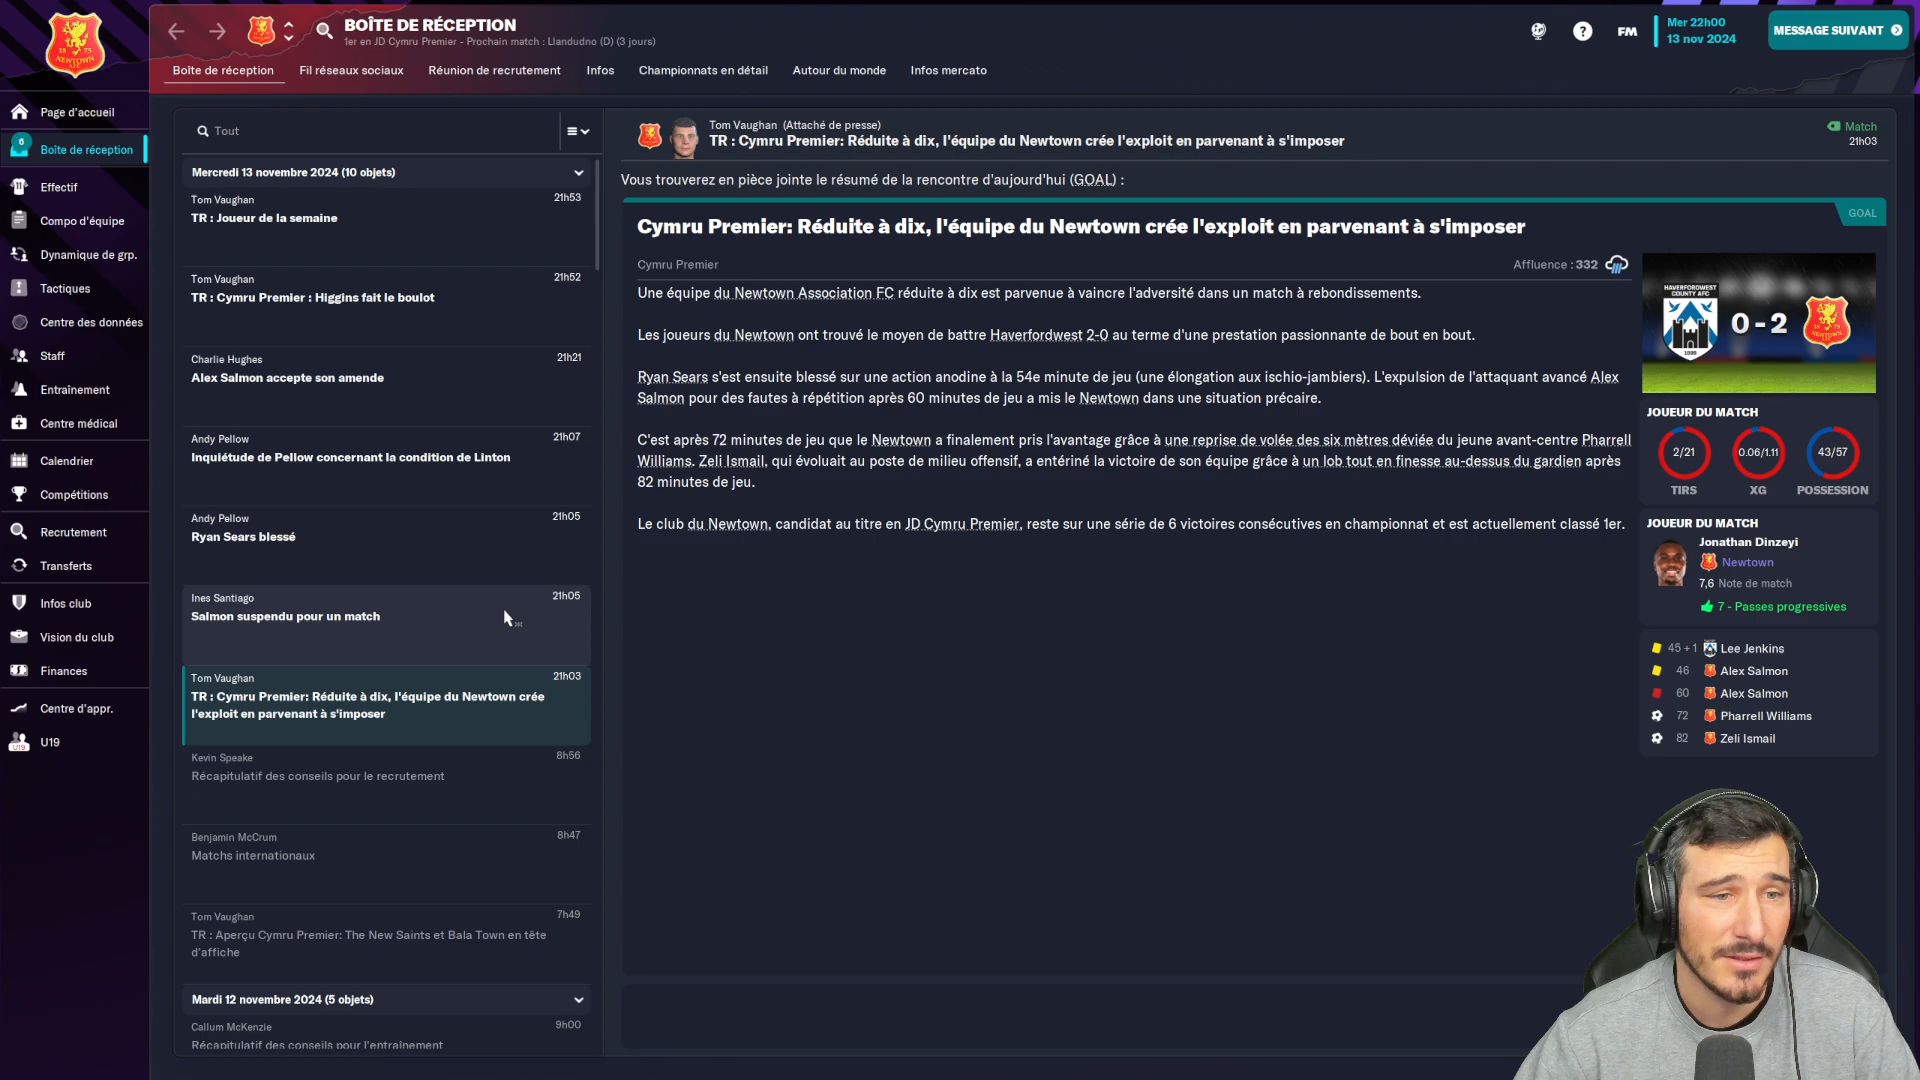 BOÎTE DE RÉCEPTION
1er en JD Cymru Premier - Prochain match : Llandudno (D) (3 jours)
FM
Mer 22h00
13 nov 2024
MESSAGE SUIVANT
Boîte de réception
Fil réseaux sociaux
Réunion de recrutement
Infos
Championnats en détail
Autour du monde
Infos mercato
1875
NEWTOWN
Page d'accueil
6
Boîte de réception
Effectif
Compo d'équipe
Dynamique de grp.
Tactiques
Centre des données
Staff
Entraînement
Centre médical
Calendrier
Compétitions
Recrutement
Transferts
Infos club
Vision du club
Finances
Centre d'appr.
U19
U19
Tout
Mercredi 13 novembre 2024 (10 objets)
Tom Vaughan 21h53
TR : Joueur de la semaine
Tom Vaughan 21h52
TR : Cymru Premier : Higgins fait le boulot
Charlie Hughes 21h21
Alex Salmon accepte son amende
Andy Pellow 21h07
Inquiétude de Pellow concernant la condition de Linton
Andy Pellow 21h05
Ryan Sears blessé
Ines Santiago 21h05
Salmon suspendu pour un match
Tom Vaughan 21h03
TR : Cymru Premier: Réduite à dix, l'équipe du Newtown crée
l'exploit en parvenant à s'imposer
Kevin Speake 8h56
Récapitulatif des conseils pour le recrutement
Benjamin McCrum 8h47
Matchs internationaux
Tom Vaughan 7h49
TR : Aperçu Cymru Premier: The New Saints et Bala Town en tête
d'affiche
Mardi 12 novembre 2024 (5 objets)
Callum McKenzie 9h00
Récapitulatif des conseils pour l'entraînement
Tom Vaughan (Attaché de presse)
TR : Cymru Premier: Réduite à dix, l'équipe du Newtown crée l'exploit en parvenant à s'imposer
Match
21h03
Vous trouverez en pièce jointe le résumé de la rencontre d'aujourd'hui (GOAL) :
GOAL
Cymru Premier: Réduite à dix, l'équipe du Newtown crée l'exploit en parvenant à s'imposer
Cymru Premier Affluence : 332
Une équipe du Newtown Association FC réduite à dix est parvenue à vaincre l'adversité dans un match à rebondissements.
Les joueurs du Newtown ont trouvé le moyen de battre Haverfordwest 2-0 au terme d'une prestation passionnante de bout en bout.
Ryan Sears s'est ensuite blessé sur une action anodine à la 54e minute de jeu (une élongation aux ischio-jambiers). L'expulsion de l'attaquant avancé Alex
Salmon pour des fautes à répétition après 60 minutes de jeu a mis le Newtown dans une situation précaire.
C'est après 72 minutes de jeu que le Newtown a finalement pris l'avantage grâce à une reprise de volée des six mètres déviée du jeune avant-centre Pharrell
Williams. Zeli Ismail, qui évoluait au poste de milieu offensif, a entériné la victoire de son équipe grâce à un lob tout en finesse au-dessus du gardien après
82 minutes de jeu.
Le club du Newtown, candidat au titre en JD Cymru Premier, reste sur une série de 6 victoires consécutives en championnat et est actuellement classé 1er.
HAVERFORDWEST
COUNTY AFC
0 - 2
JOUEUR DU MATCH
2/21
0.06/1.11
43/57
TIRS
XG
POSSESSION
JOUEUR DU MATCH
Jonathan Dinzeyi
Newtown
7,6 Note de match
7 - Passes progressives
45 + 1 Lee Jenkins
46 Alex Salmon
60 Alex Salmon
72 Pharrell Williams
82 Zeli Ismail